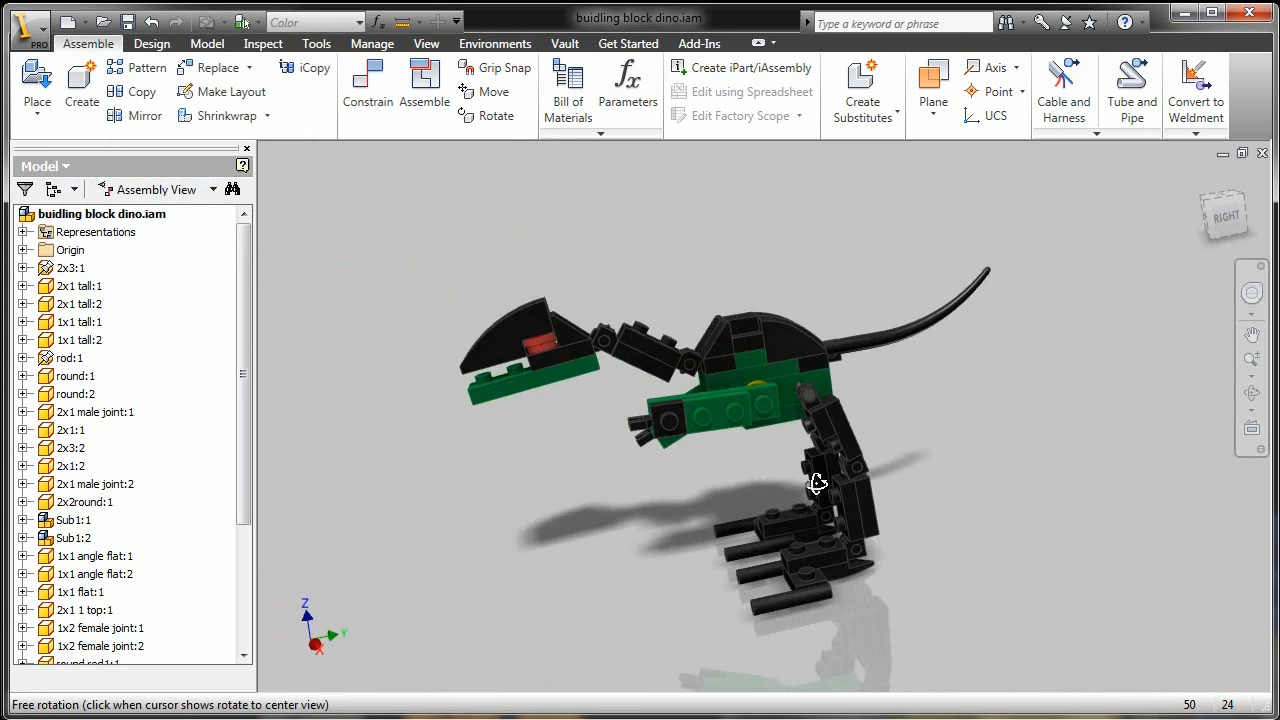 PRO
Color
fx
buidling block dino.iam
Type a keyword or phrase
Assemble Design Model Inspect Tools Manage View Environments Vault Get Started Add-Ins
Place
Create
Pattern
Copy
Mirror
Replace
Make Layout
Shrinkwrap
iCopy
Constrain
Assemble
Grip Snap
Move
Rotate
Bill of
Materials
fx
Parameters
Create iPart/iAssembly
Edit using Spreadsheet
Edit Factory Scope
Create
Substitutes
Plane
Axis
Point
UCS
Cable and
Harness
Tube and
Pipe
Convert to
Weldment
Model
Assembly View
buidling block dino.iam
Representations
Origin
2x3:1
2x1 tall:1
2x1 tall:2
1x1 tall:1
1x1 tall:2
rod:1
round:1
round:2
2x1 male joint:1
2x1:1
2x3:2
2x1:2
2x1 male joint:2
2x2round:1
Sub1:1
Sub1:2
1x1 angle flat:1
1x1 angle flat:2
1x1 flat:1
2x1 1 top:1
1x2 female joint:1
1x2 female joint:2
round rod1:1
RIGHT
Z
Y
X
Free rotation (click when cursor shows rotate to center view)
50 24